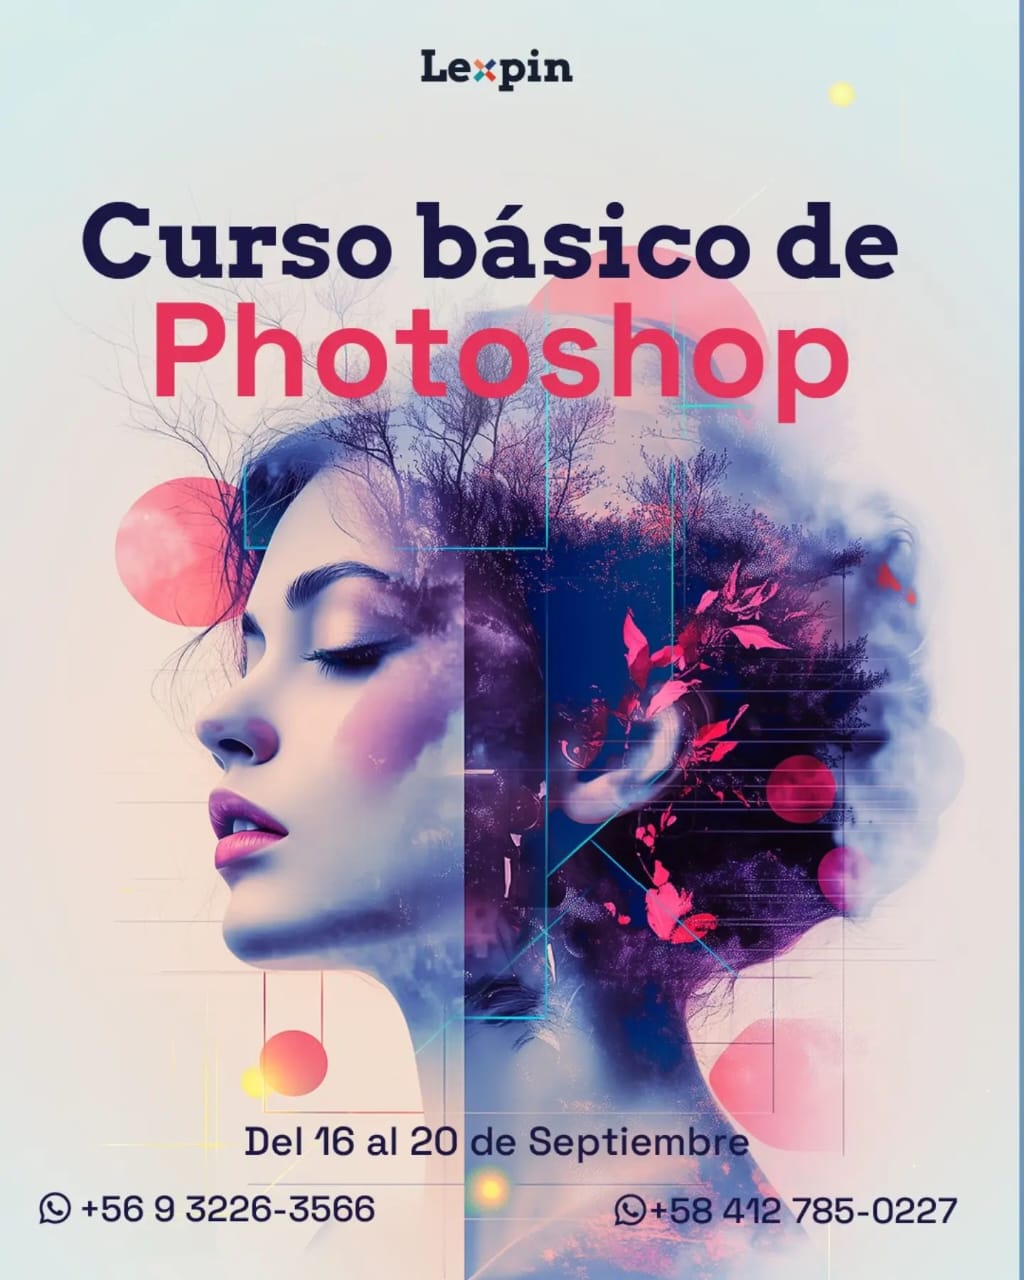 Lexpin
Curso básico de
Photoshop
Del 16 al 20 de Septiembre
+56 9 3226-3566
+58 412 785-0227